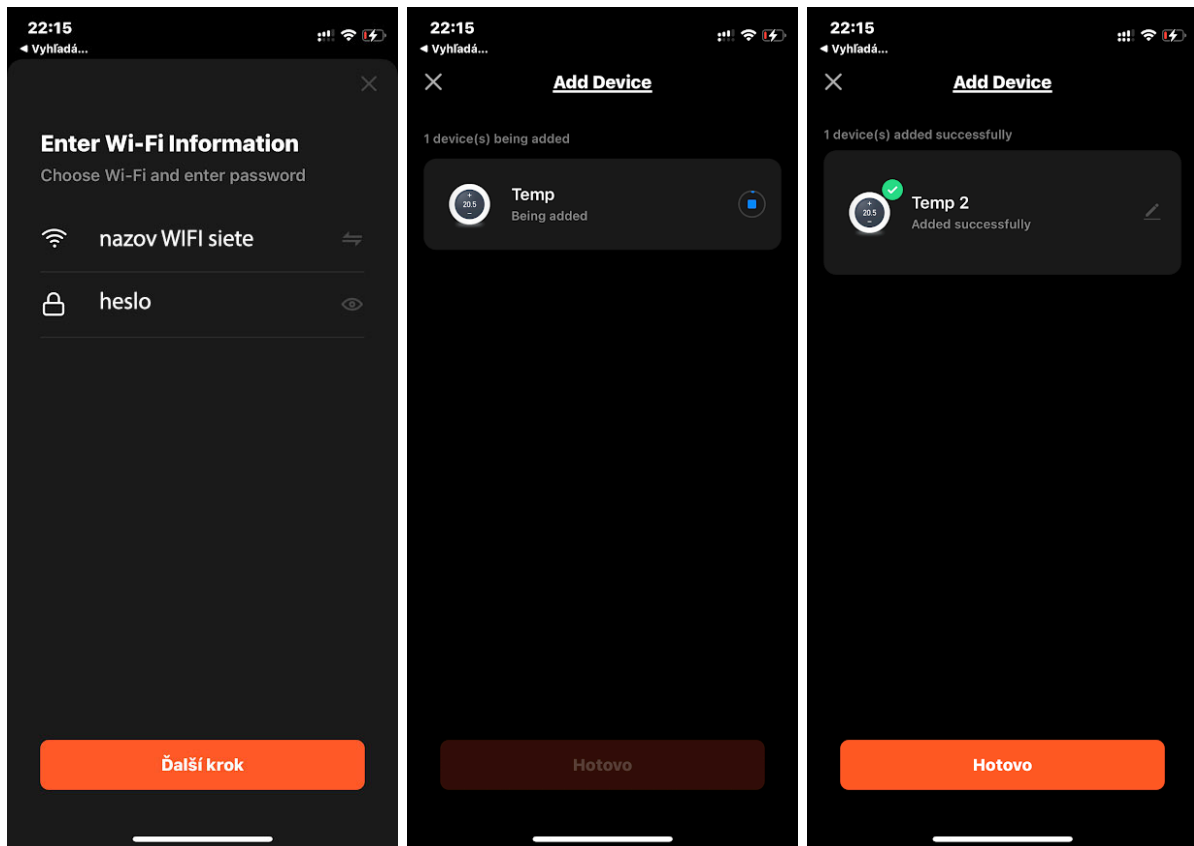 22:15
◀ Vyhľadá...
Enter Wi-Fi Information
Choose Wi-Fi and enter password
nazov WIFI siete
heslo
Ďalší krok
22:15
◀ Vyhľadá...
Add Device
1 device(s) being added
Temp
Being added
+
20.5
−
Hotovo
22:15
◀ Vyhľadá...
Add Device
1 device(s) added successfully
Temp 2
Added successfully
+
20.5
−
Hotovo